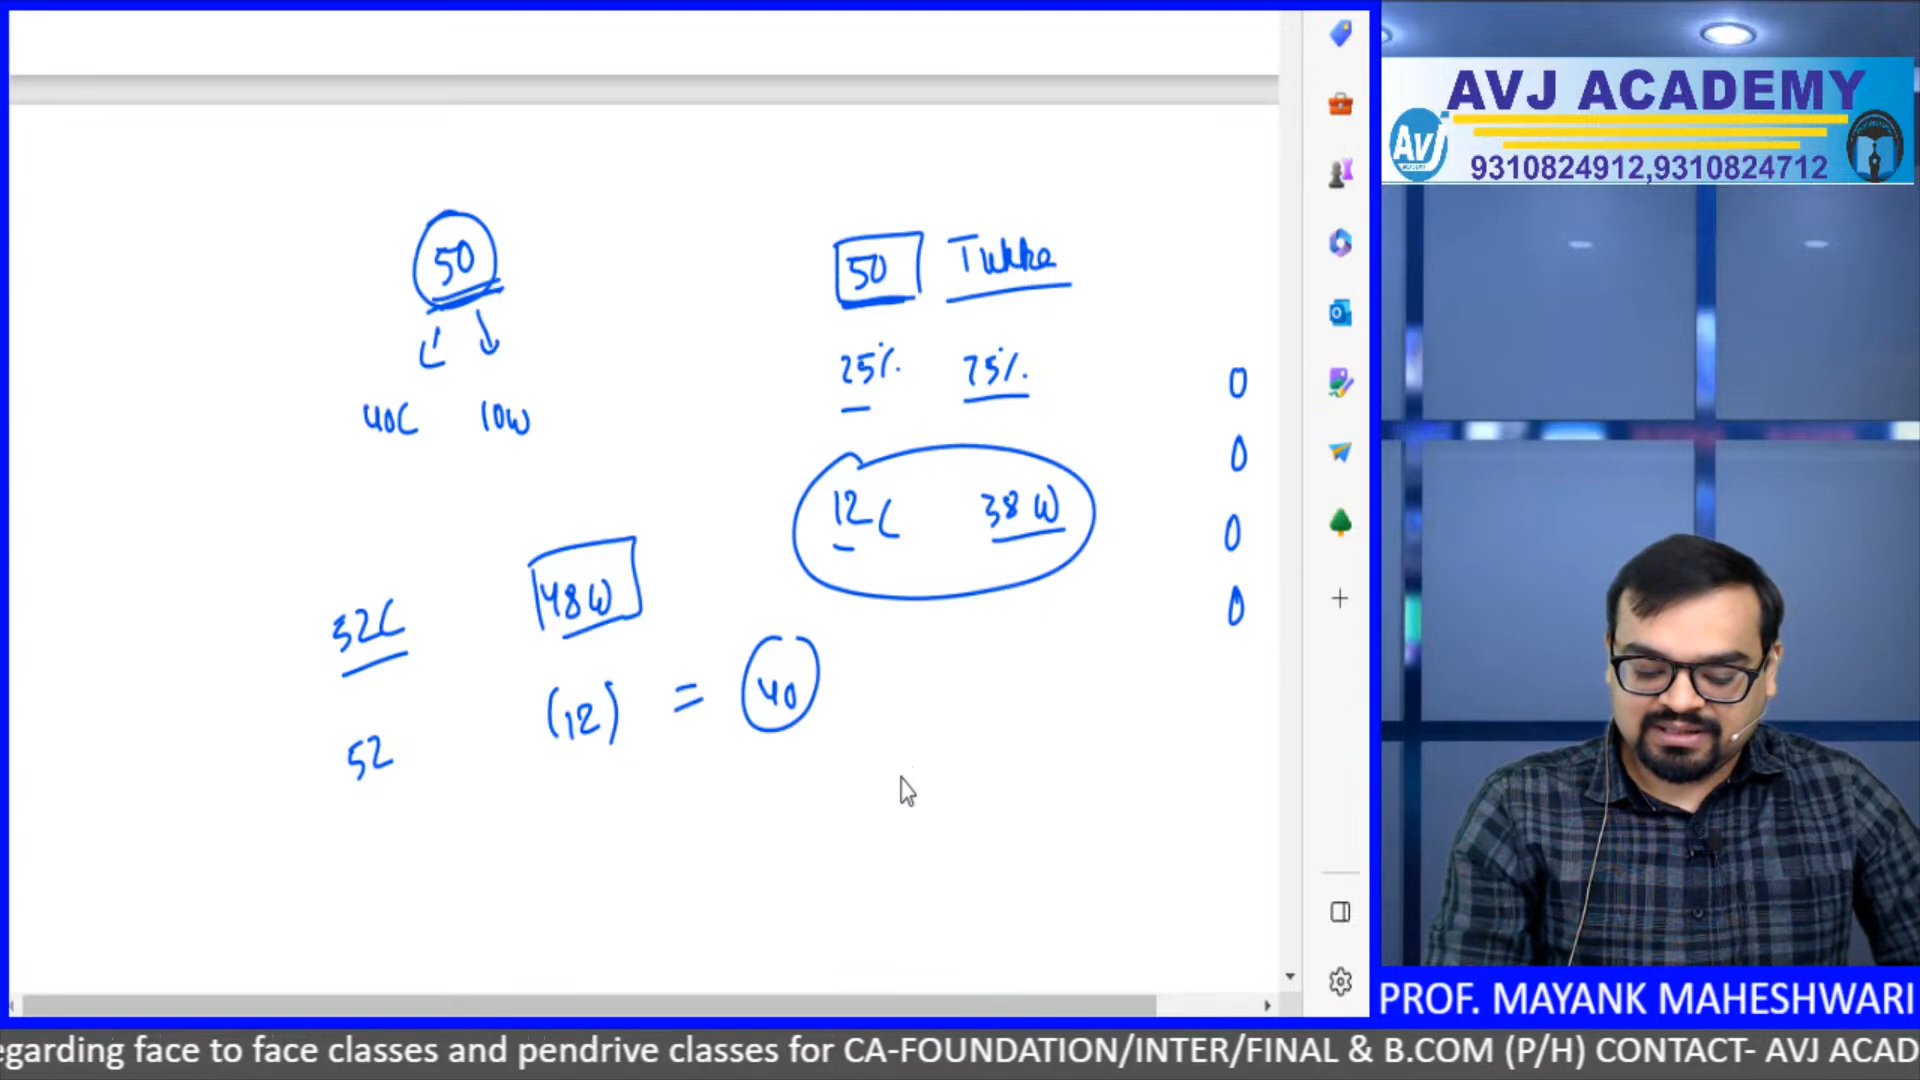 50
40C 10W
50 Tukka
25% 75%
12C 38W
0
0
0
0
52C 48W
52 (12) = 40
AVJ ACADEMY
AVJ
9310824912,9310824712
PROF. MAYANK MAHESHWARI
egarding face to face classes and pendrive classes for CA-FOUNDATION/INTER/FINAL & B.COM (P/H) CONTACT- AVJ ACAD